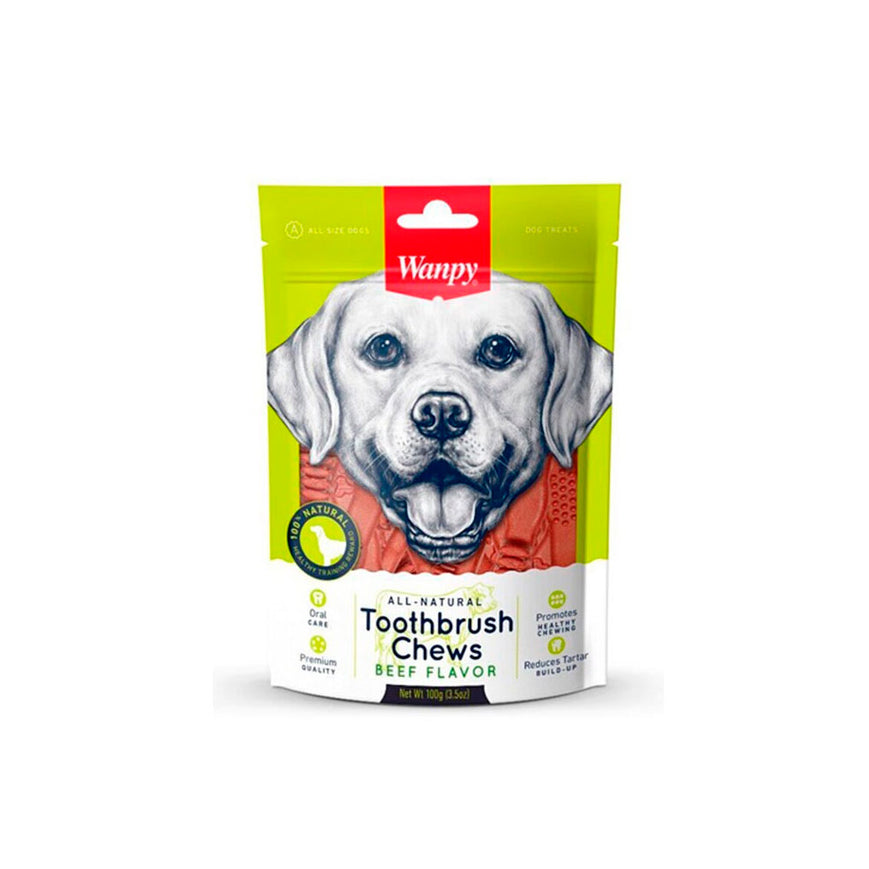 A ALL SIZE DOGS
DOG TREATS
Wanpy
100% NATURAL
HEALTHY TRAINING REWARD
ALL-NATURAL
Toothbrush
Chews
BEEF FLAVOR
Net Wt 100g (3.5oz)
Oral
CARE
Premium
QUALITY
Promotes
HEALTHY
CHEWING
Reduces Tartar
BUILD-UP